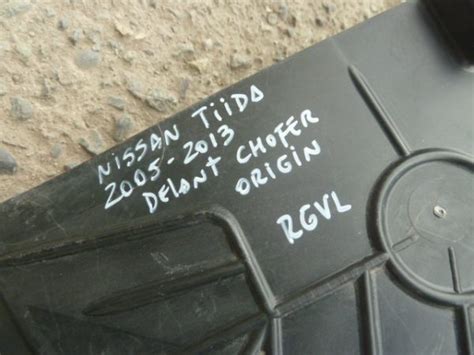 NISSAN TIIDA
2005-2013
DELANT CHOFER
ORIGIN
RGVL